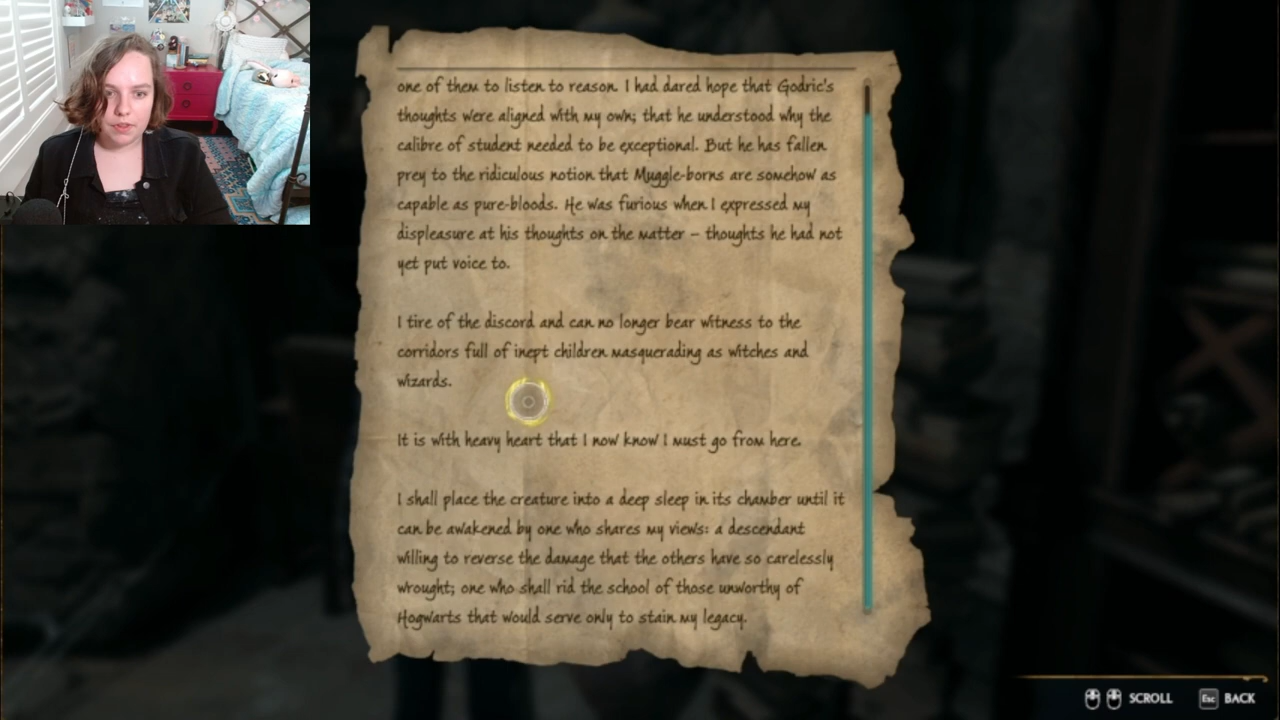 one of them to listen to reason. I had dared hope that Godric's
thoughts were aligned with my own; that he understood why the
calibre of student needed to be exceptional. But he has fallen
prey to the ridiculous notion that Muggle-borns are somehow as
capable as pure-bloods. He was furious when I expressed my
displeasure at his thoughts on the matter – thoughts he had not
yet put voice to.
I tire of the discord and can no longer bear witness to the
corridors full of inept children masquerading as witches and
wizards.
It is with heavy heart that I now know I must go from here.
I shall place the creature into a deep sleep in its chamber until it
can be awakened by one who shares my views: a descendant
willing to reverse the damage that the others have so carelessly
wrought; one who shall rid the school of those unworthy of
Hogwarts that would serve only to stain my legacy.
SCROLL Esc BACK